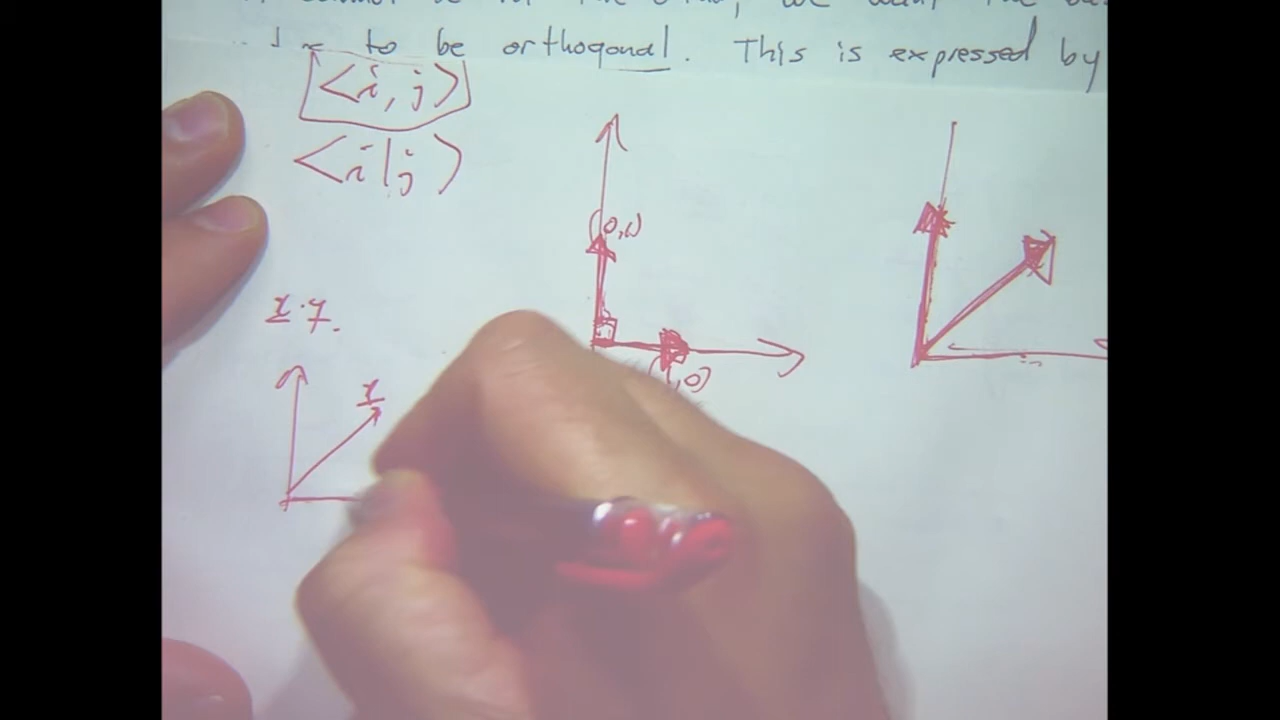 to be orthogonal. This is expressed by
<i, j>
<i|j>
(0,1)
x·y.
x